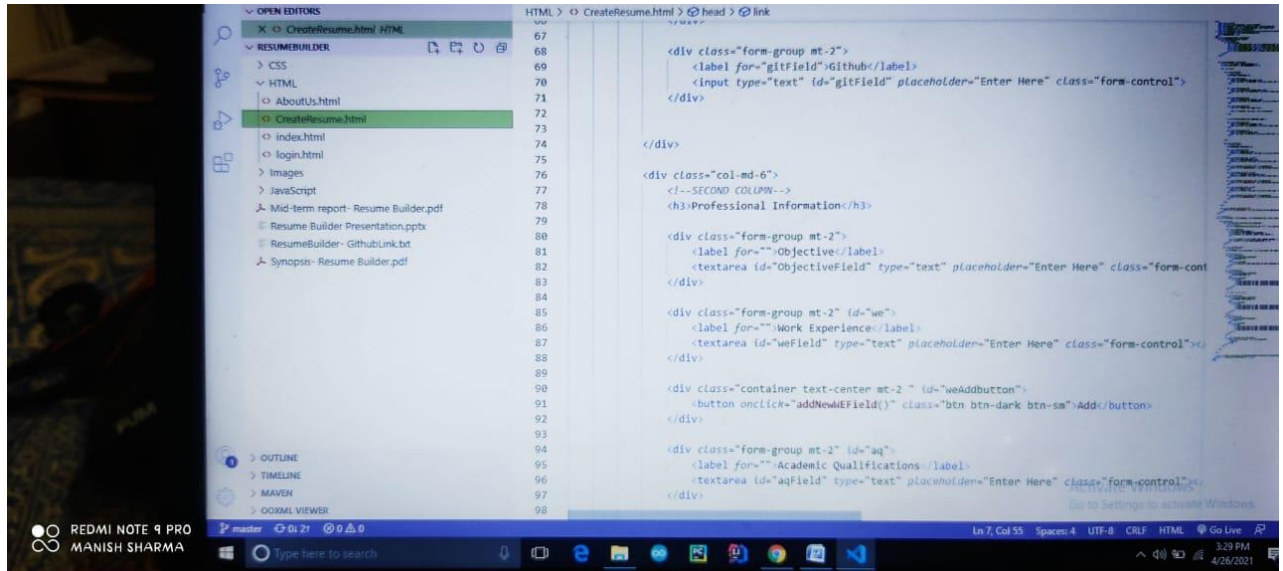 OPEN EDITORS
CreateResume.html HTML
RESUMEBUILDER
CSS
HTML
AboutUs.html
CreateResume.html
index.html
login.html
Images
JavaScript
Mid-term report- Resume Builder.pdf
Resume Builder Presentation.pptx
ResumeBuilder- GithubLink.txt
Synopsis- Resume Builder.pdf
OUTLINE
TIMELINE
MAVEN
OOXML VIEWER
HTML > CreateResume.html > head > link
67
68 <div class="form-group mt-2">
69 <label for="gitField">Github</label>
70 <input type="text" id="gitField" placeholder="Enter Here" class="form-control">
71 </div>
72
73
74 </div>
75
76 <div class="col-md-6">
77 <!--SECOND COLUMN-->
78 <h3>Professional Information</h3>
79
80 <div class="form-group mt-2">
81 <label for="">Objective</label>
82 <textarea id="ObjectiveField" type="text" placeholder="Enter Here" class="form-cont
83 </div>
84
85 <div class="form-group mt-2" id="we">
86 <label for="">Work Experience</label>
87 <textarea id="weField" type="text" placeholder="Enter Here" class="form-control"><
88 </div>
89
90 <div class="container text-center mt-2 " id="weAddbutton">
91 <button onclick="addNewWEField()" class="btn btn-dark btn-sm">Add</button>
92 </div>
93
94 <div class="form-group mt-2" id="aq">
95 <label for="">Academic Qualifications</label>
96 <textarea id="aqField" type="text" placeholder="Enter Here" class="form-control"><
97 </div>
98
Activate Windows
Go to Settings to activate Windows.
master 0↓ 2↑ 0 0 Ln 7, Col 55 Spaces: 4 UTF-8 CRLF HTML Go Live
Type here to search
3:29 PM
4/26/2021
REDMI NOTE 9 PRO
MANISH SHARMA